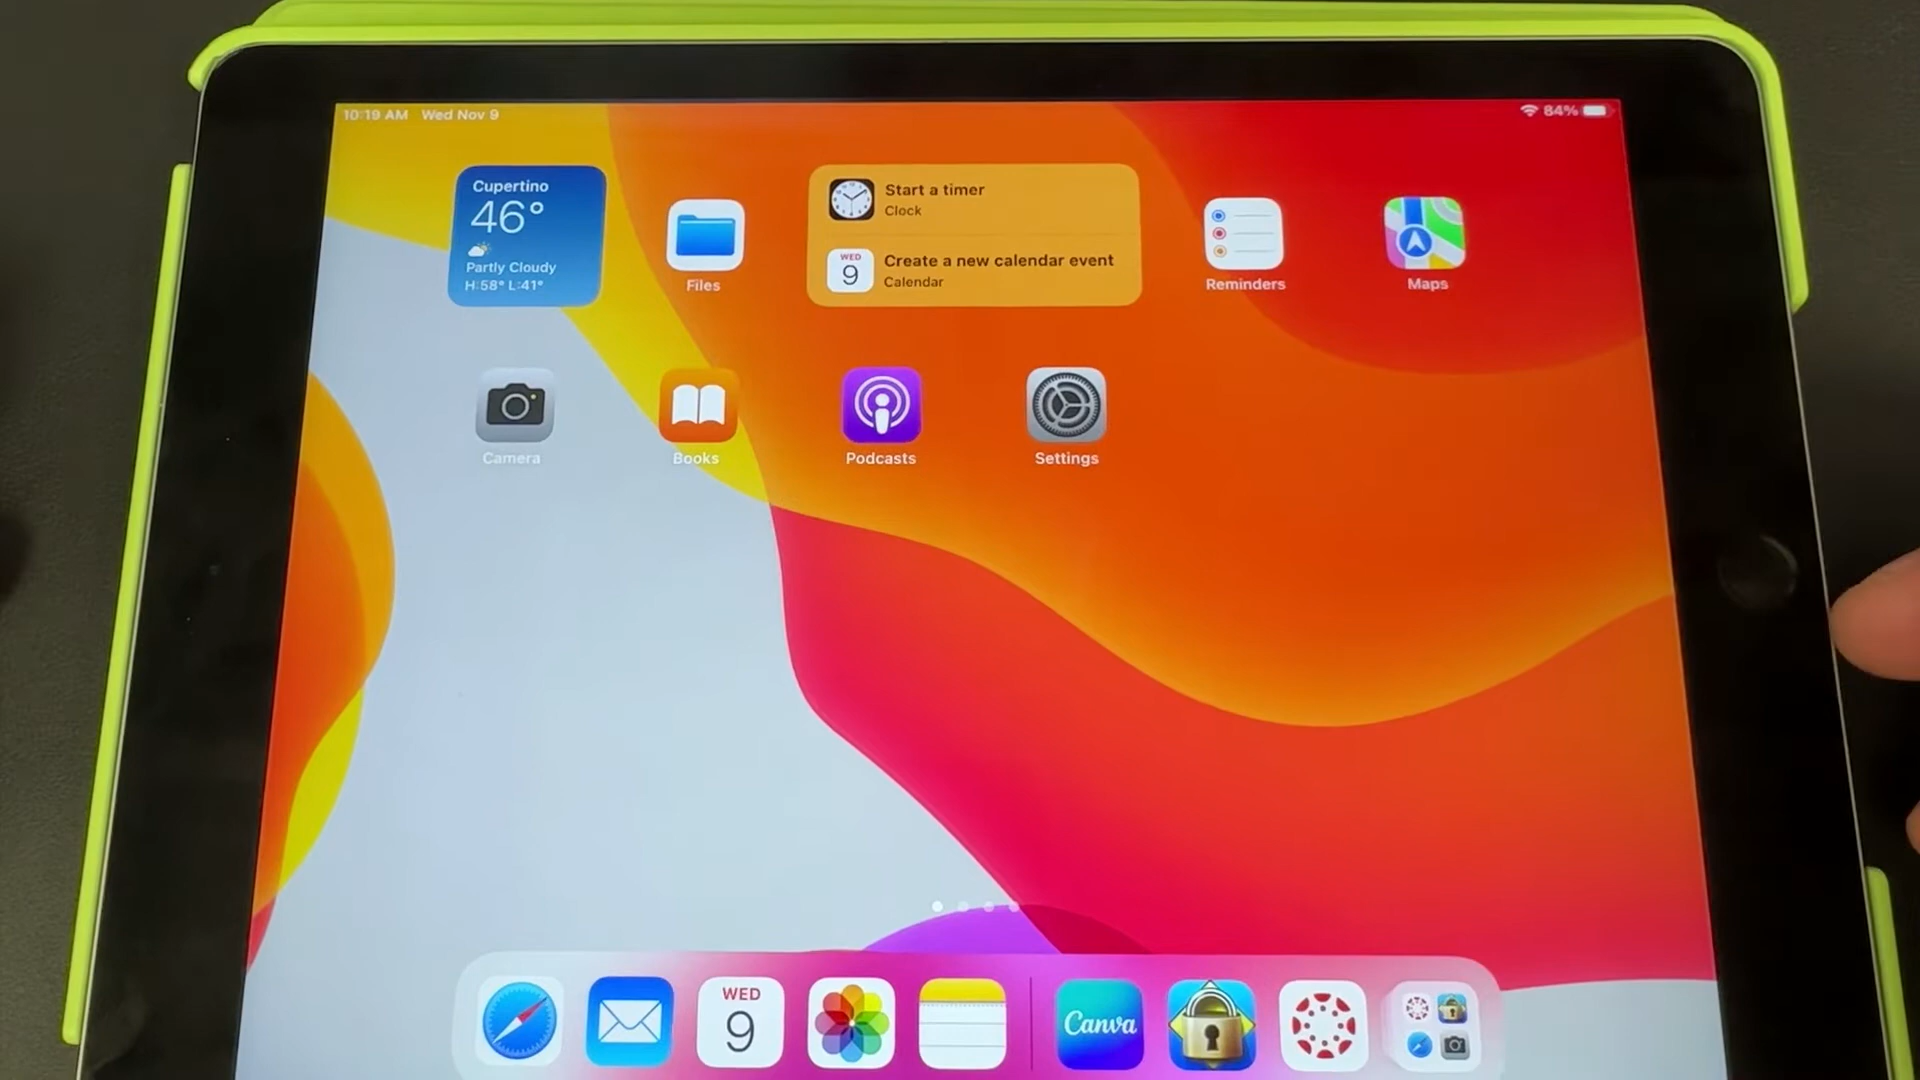 10:19 AM Wed Nov 9
84%
Cupertino
46°
Partly Cloudy
H:58° L:41°
Files
Start a timer
Clock
WED
9
Create a new calendar event
Calendar
Reminders
Maps
Camera
Books
Podcasts
Settings
WED
9
Canva